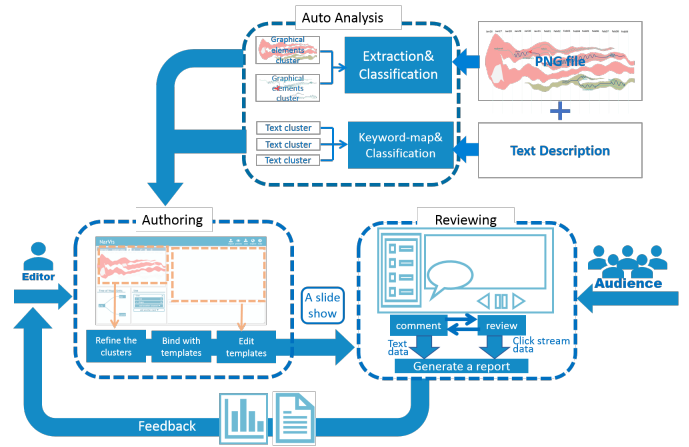 Auto Analysis
Graphical
elements
cluster
Graphical
elements
cluster
Extraction&
Classification
PNG file
Text cluster
Text cluster
Text cluster
Keyword-map&
Classification
Text Description
Authoring
Reviewing
NarVis
Editor
Audience
A slide
show
Refine the
clusters
Bind with
templates
Edit
templates
comment
review
Text
data
Click stream
data
Generate a report
Feedback